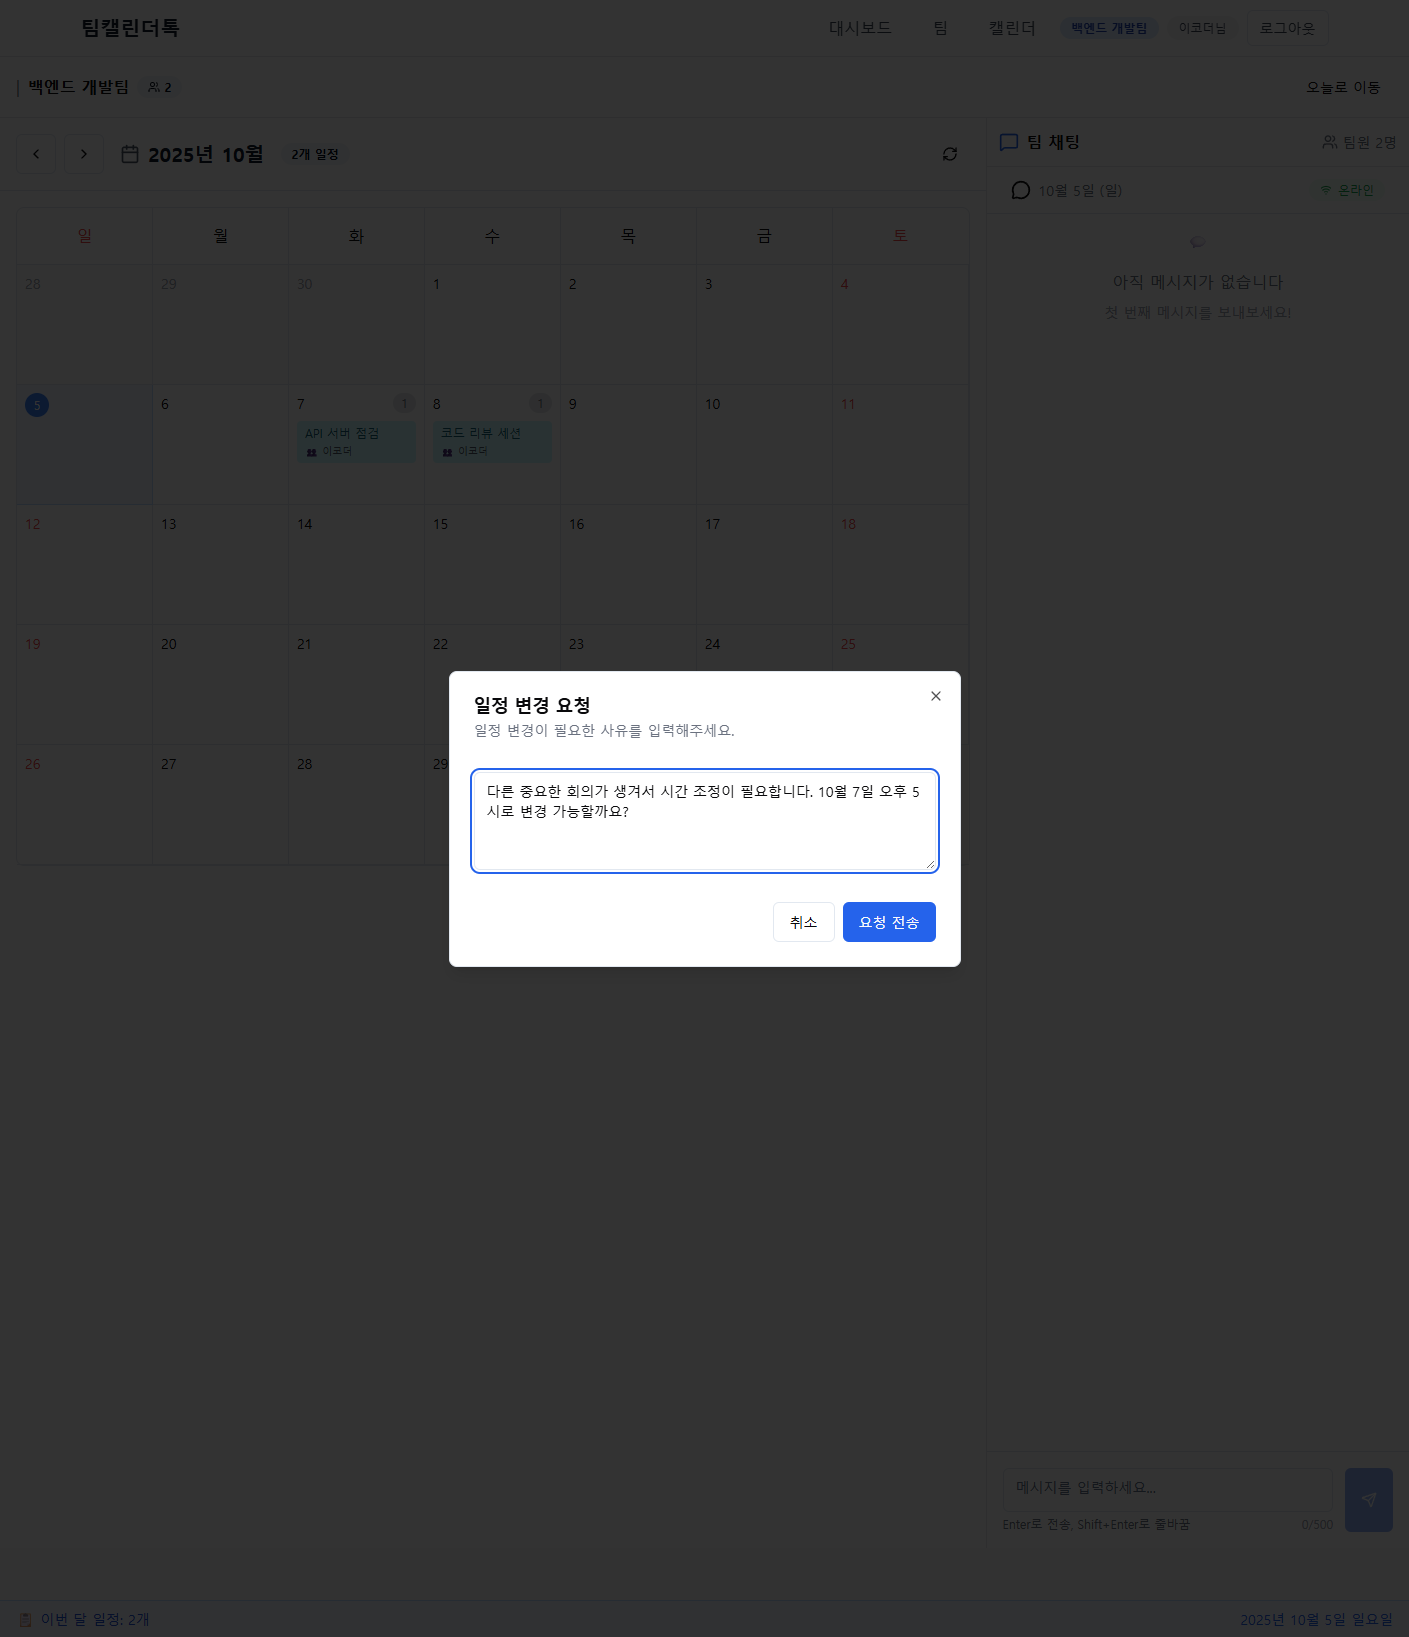 팀캘린더톡
대시보드 팀 캘린더 백엔드 개발팀 이코더님 로그아웃
백엔드 개발팀 2 오늘로 이동
2025년 10월 2개 일정
일 월 화 수 목 금 토
28 29 30 1 2 3 4
5 6 7 1 8 1 9 10 11
API 서버 점검 코드 리뷰 세션
이코더 이코더
12 13 14 15 16 17 18
19 20 21 22 23 24 25
26 27 28 29
일정 변경 요청
일정 변경이 필요한 사유를 입력해주세요.
다른 중요한 회의가 생겨서 시간 조정이 필요합니다. 10월 7일 오후 5
시로 변경 가능할까요?
취소 요청 전송
팀 채팅 팀원 2명
10월 5일 (일) 온라인
아직 메시지가 없습니다
첫 번째 메시지를 보내보세요!
메시지를 입력하세요...
Enter로 전송, Shift+Enter로 줄바꿈 0/500
이번 달 일정: 2개 2025년 10월 5일 일요일